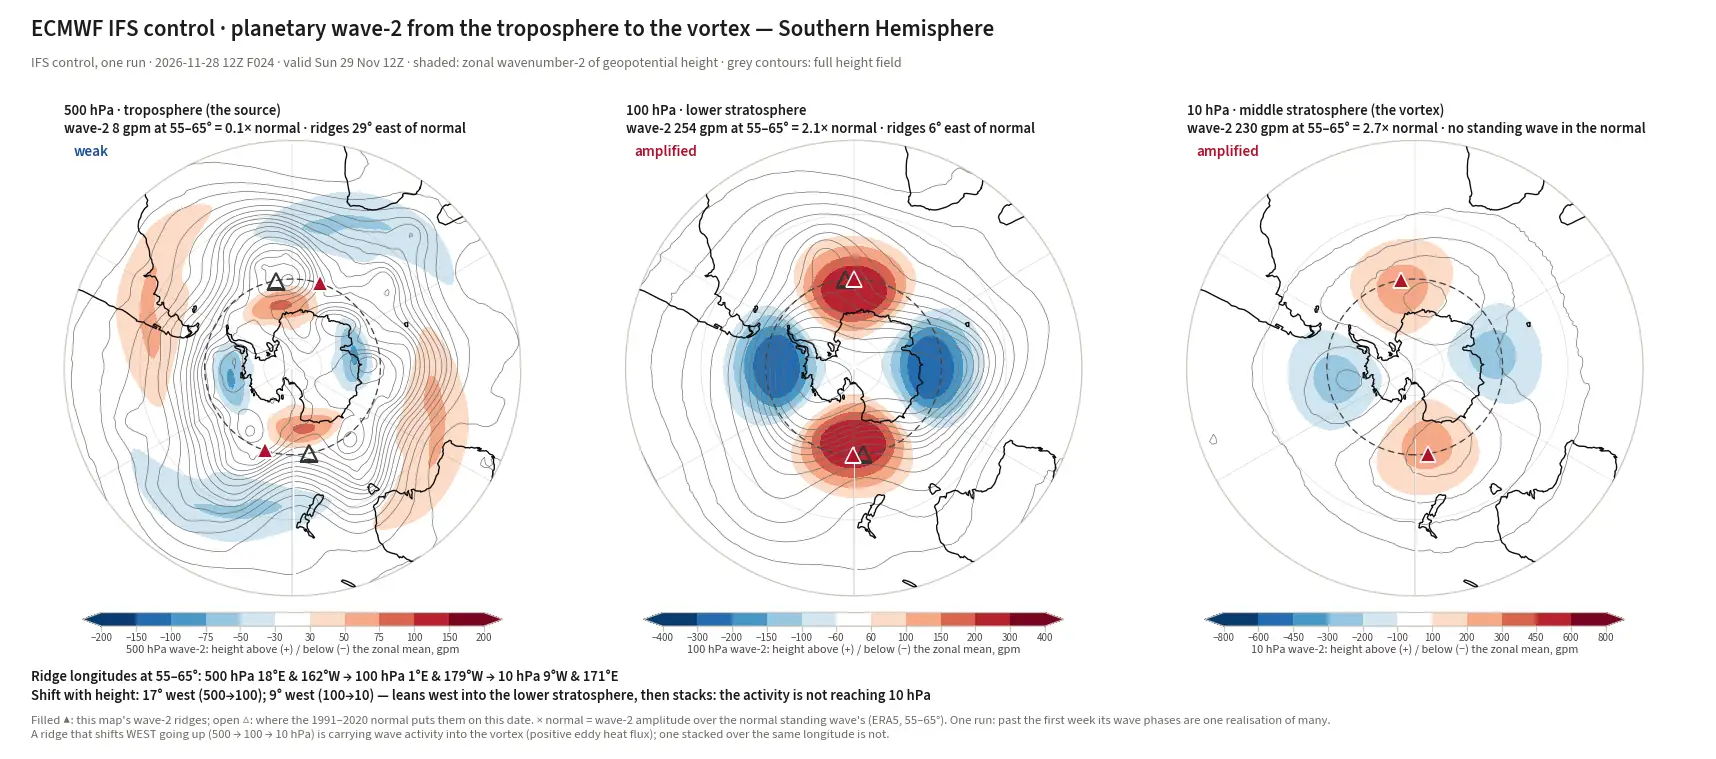 ECMWF IFS control · planetary wave-2 from the troposphere to the vortex — Southern Hemisphere
IFS control, one run · 2026-11-28 12Z F024 · valid Sun 29 Nov 12Z · shaded: zonal wavenumber-2 of geopotential height · grey contours: full height field
500 hPa · troposphere (the source)
wave-2 8 gpm at 55–65° = 0.1× normal · ridges 29° east of normal
weak
100 hPa · lower stratosphere
wave-2 254 gpm at 55–65° = 2.1× normal · ridges 6° east of normal
amplified
10 hPa · middle stratosphere (the vortex)
wave-2 230 gpm at 55–65° = 2.7× normal · no standing wave in the normal
amplified
−200 −150 −100 −75 −50 −30 30 50 75 100 150 200
500 hPa wave-2: height above (+) / below (−) the zonal mean, gpm
−400 −300 −200 −150 −100 −60 60 100 150 200 300 400
100 hPa wave-2: height above (+) / below (−) the zonal mean, gpm
−800 −600 −450 −300 −200 −100 100 200 300 450 600 800
10 hPa wave-2: height above (+) / below (−) the zonal mean, gpm
Ridge longitudes at 55–65°: 500 hPa 18°E & 162°W → 100 hPa 1°E & 179°W → 10 hPa 9°W & 171°E
Shift with height: 17° west (500→100); 9° west (100→10) — leans west into the lower stratosphere, then stacks: the activity is not reaching 10 hPa
Filled ▲: this map's wave-2 ridges; open △: where the 1991–2020 normal puts them on this date. × normal = wave-2 amplitude over the normal standing wave's (ERA5, 55–65°). One run: past the first week its wave phases are one realisation of many.
A ridge that shifts WEST going up (500 → 100 → 10 hPa) is carrying wave activity into the vortex (positive eddy heat flux); one stacked over the same longitude is not.